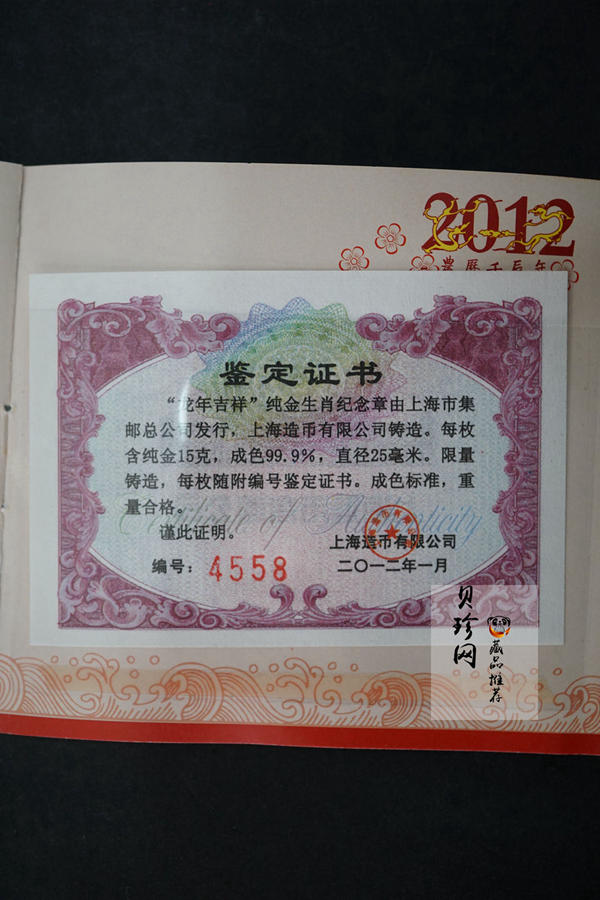 2012
農曆壬辰年
鉴定证书
“龙年吉祥”纯金生肖纪念章由上海市集
邮总公司发行，上海造币有限公司铸造。每枚
含纯金15克，成色99.9%，直径25毫米。限量
铸造，每枚随附编号鉴定证书。成色标准，重
量合格。
Certificate of Authenticity
谨此证明。
上海造币有限公司
编号：4558
二〇一二年一月
贝珍网
藏品推荐